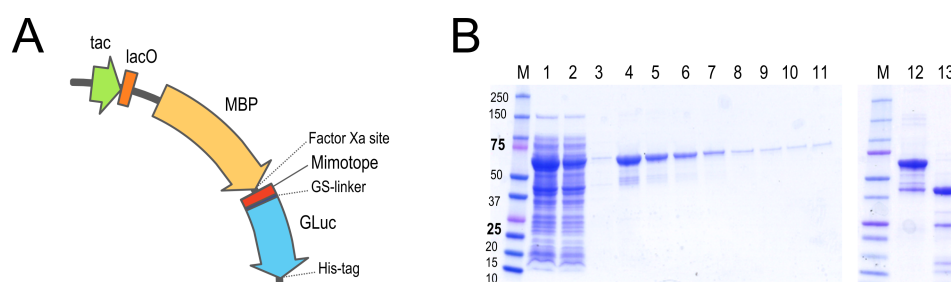 A
tac
lacO
MBP
Factor Xa site
Mimotope
GS-linker
GLuc
His-tag
B
M 1 2 3 4 5 6 7 8 9 10 11
250
150
75
50
37
25
20
15
10
M 12 13